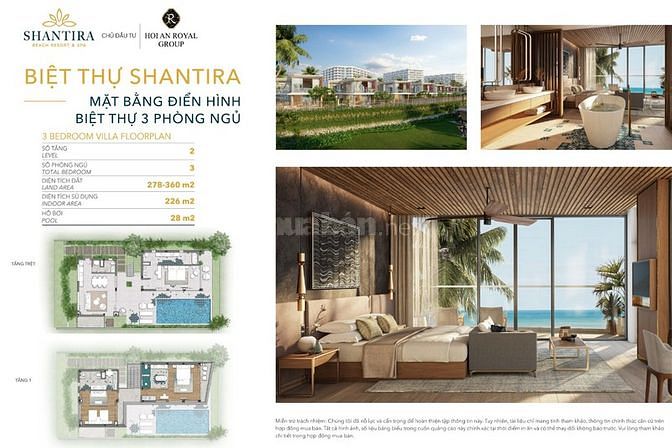 SHANTIRA
BEACH RESORT & SPA
CHỦ ĐẦU TƯ
R
HOI AN ROYAL
GROUP
BIỆT THỰ SHANTIRA
MẶT BẰNG ĐIỂN HÌNH
BIỆT THỰ 3 PHÒNG NGỦ
3 BEDROOM VILLA FLOORPLAN
SỐ TẦNG
LEVEL
2
SỐ PHÒNG NGỦ
TOTAL BEDROOM
3
DIỆN TÍCH ĐẤT
LAND AREA
278-360 m2
DIỆN TÍCH SỬ DỤNG
INDOOR AREA
226 m2
HỒ BƠI
POOL
28 m2
TẦNG TRỆT
TẦNG 1
muaban.net
Miễn trừ trách nhiệm: Chúng tôi đã nỗ lực và cẩn trọng để hoàn thiện tập thông tin này. Tuy nhiên, tài liệu chỉ mang tính tham khảo, thông tin chính thức căn cứ trên
hợp đồng mua bán. Tất cả hình ảnh, số liệu bảng biểu trong cuốn quảng cáo này chính xác tại thời điểm in ấn và có thể thay đổi không báo trước. Vui lòng tham khảo
chi tiết trong hợp đồng mua bán.